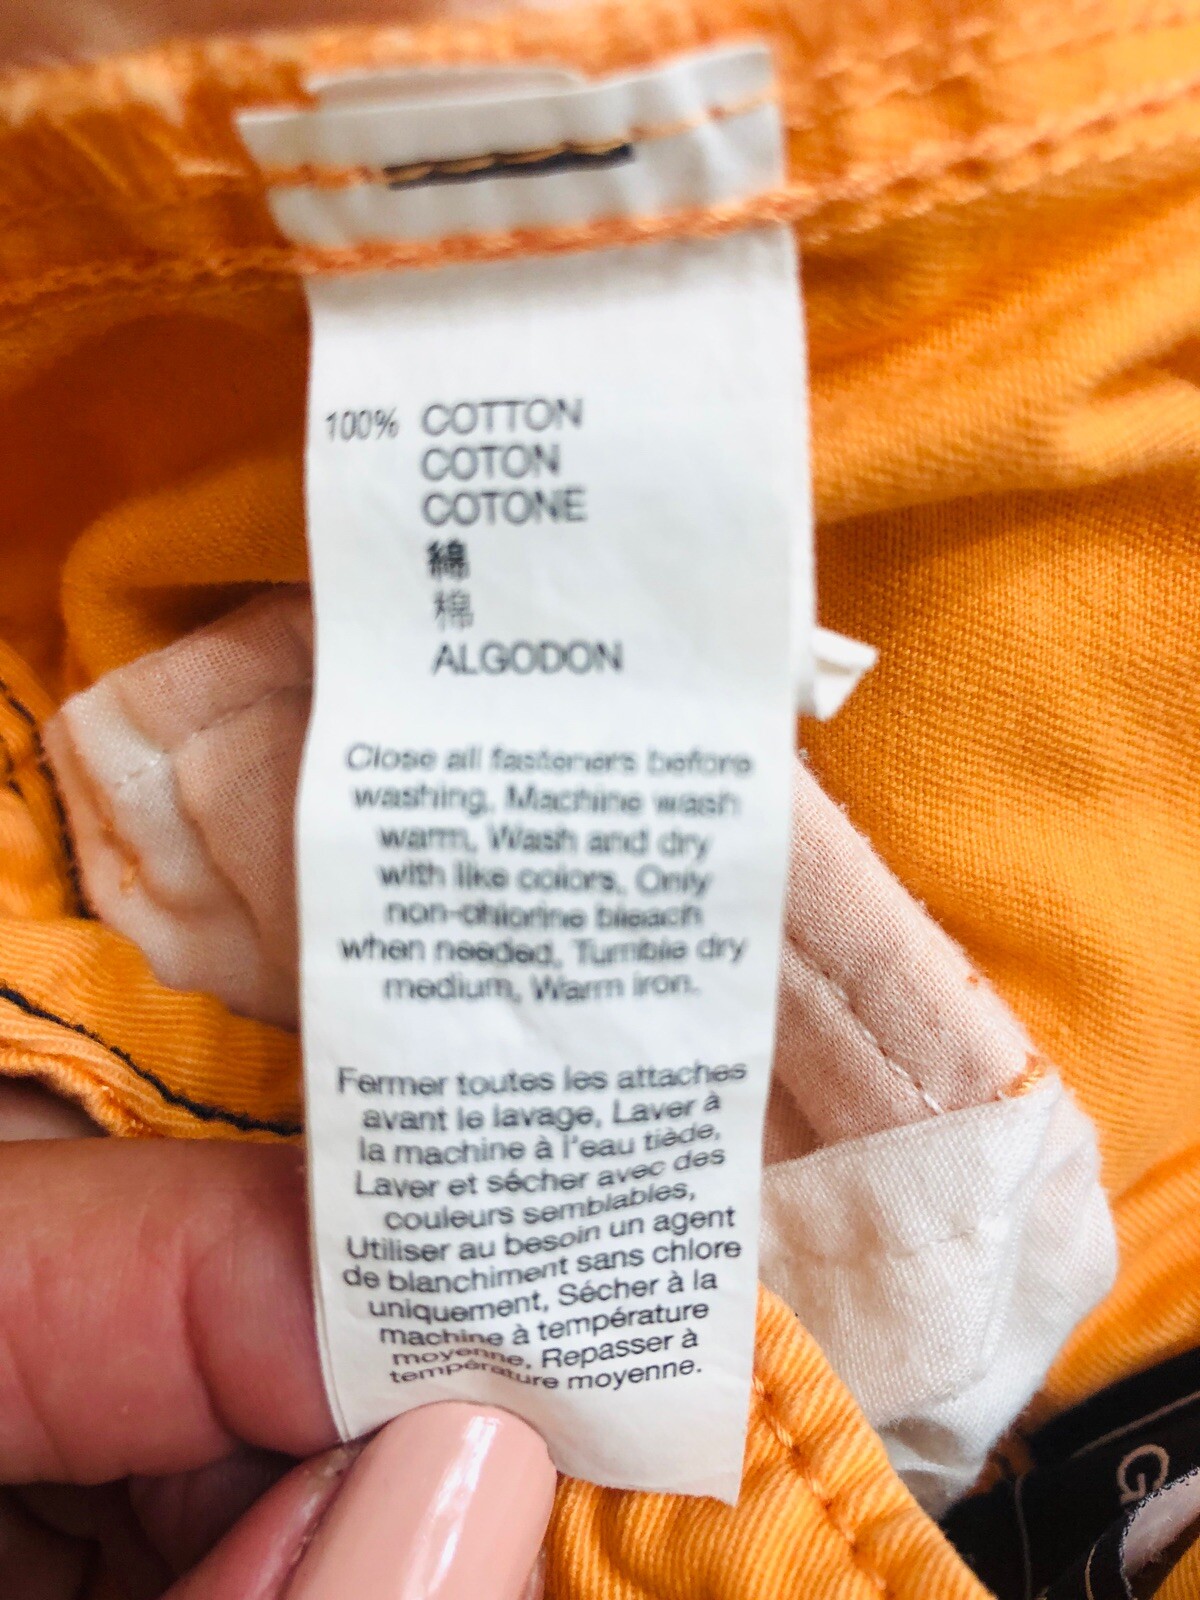 100% COTTON
COTON
COTONE
綿
棉
ALGODON
Close all fasteners before
washing, Machine wash
warm, Wash and dry
with like colors, Only
non-chlorine bleach
when needed, Tumble dry
medium, Warm iron.
Fermer toutes les attaches
avant le lavage, Laver à
la machine à l'eau tiède,
Laver et sécher avec des
couleurs semblables,
Utiliser au besoin un agent
de blanchiment sans chlore
uniquement, Sécher à la
machine à température
moyenne, Repasser à
température moyenne.
G